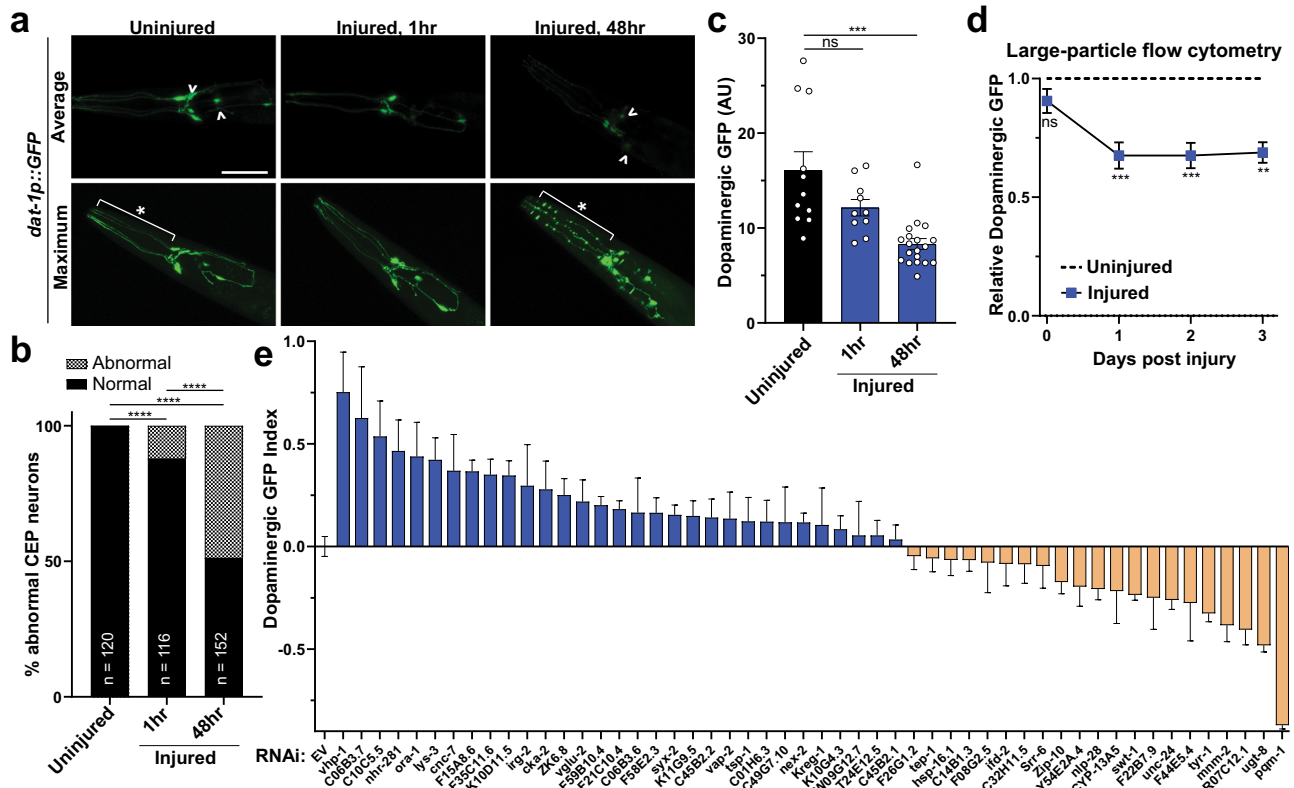 a
Uninjured
Injured, 1hr
Injured, 48hr
dat-1p::GFP
Average
Maximum
*
*
b
Abnormal
Normal
****
****
****
% abnormal CEP neurons
100
50
0
n = 120
n = 116
n = 152
Uninjured
1hr
48hr
Injured
c
***
ns
Dopaminergic GFP (AU)
30
20
10
0
Uninjured
1hr
48hr
Injured
d
Large-particle flow cytometry
Relative Dopaminergic GFP
1.0
0.5
0.0
ns
***
***
**
Uninjured
Injured
0
1
2
3
Days post injury
e
Dopaminergic GFP Index
1.0
0.5
0.0
-0.5
RNAi:
EV
vhp-1
C06B3.7
C10C5.5
nhr-281
ora-1
lys-3
cnc-7
F15A8.6
F35C11.6
K10D11.5
irg-2
cka-2
ZK6.8
vglu-2
F59B10.4
F21C10.4
C06B3.6
F58E2.3
syx-2
K11G9.5
C45B2.2
vap-2
tsp-1
C01H6.3
C49G7.10
nex-2
Kreg-1
K10G4.3
W09G12.7
T24E12.5
C45B2.1
F26G1.2
tep-1
hsp-16.1
C14B1.3
F08G2.5
ifd-2
C32H11.5
Srr-6
Zip-10
Y54E2A.4
nlp-28
CYP-13A5
swt-1
F22B7.9
unc-24
F44E5.4
tyr-1
mnm-2
R07C12.1
ugt-8
pqm-1